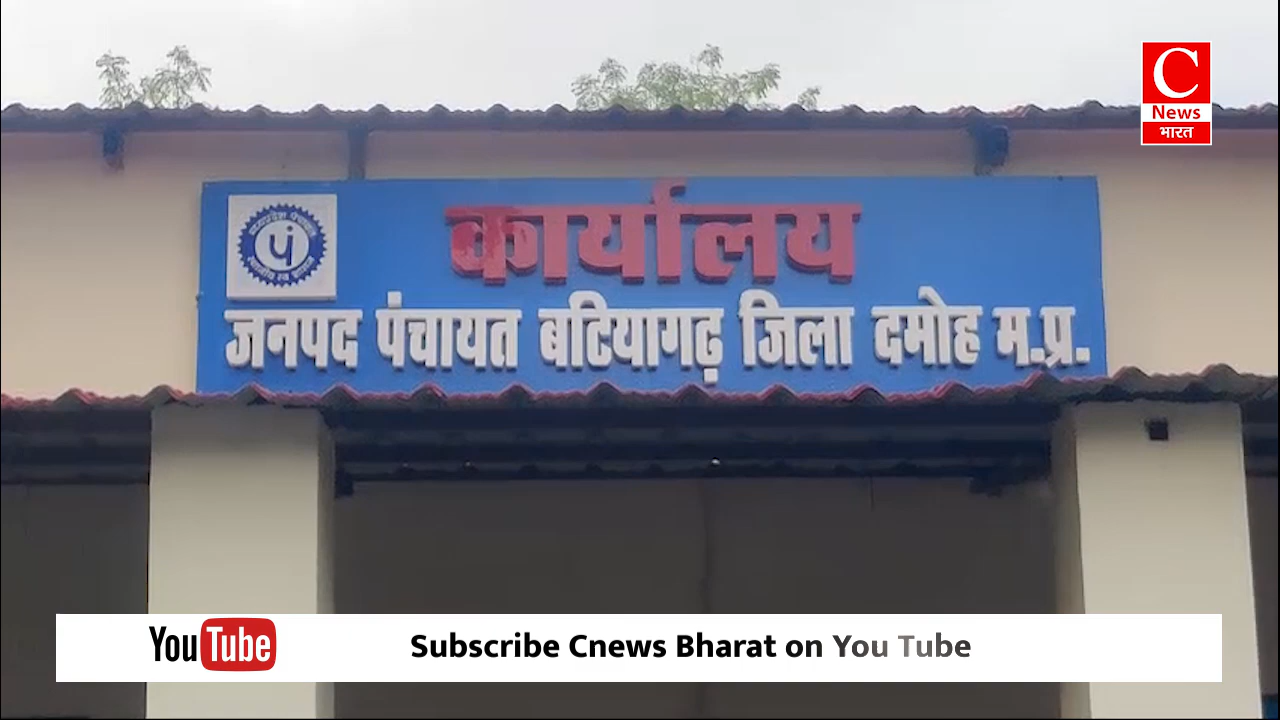 C
News
भारत
कार्यालय
पं
जनपद पंचायत बटियागढ़ जिला दमोह म.प्र.
YouTube
Subscribe Cnews Bharat on You Tube